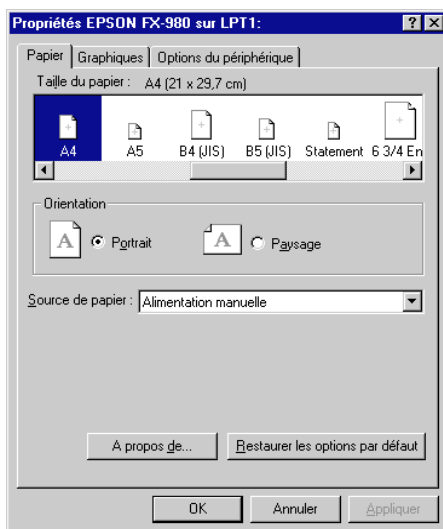 Propriétés EPSON FX-980 sur LPT1:
Papier Graphiques Options du périphérique
Taille du papier : A4 (21 x 29,7 cm)
A4 A5 B4 (JIS) B5 (JIS) Statement 6 3/4 En
Orientation
A Portrait A Paysage
Source de papier : Alimentation manuelle
A propos de... Restaurer les options par défaut
OK Annuler Appliquer